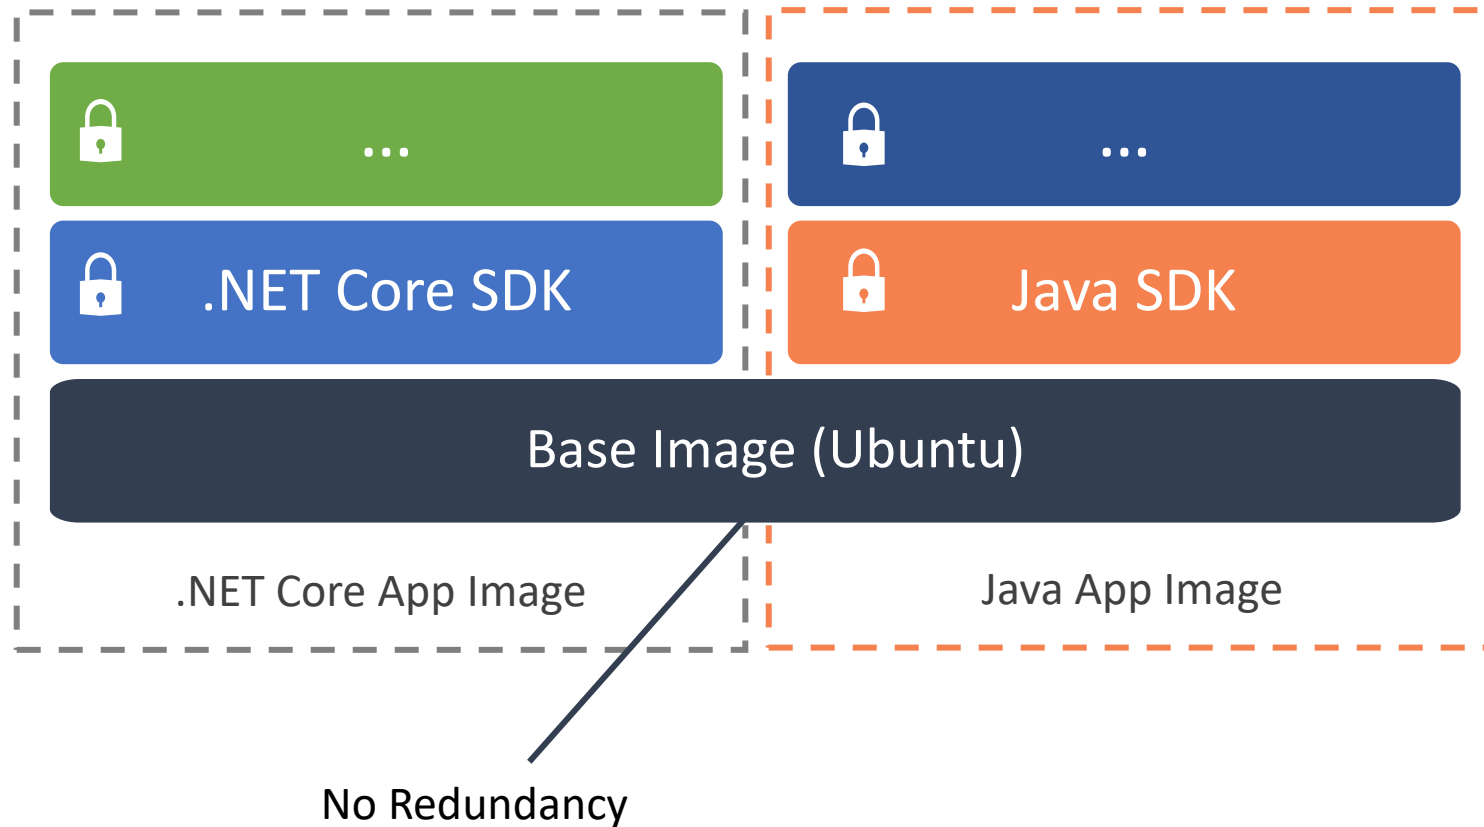 ...
...
.NET Core SDK
Java SDK
Base Image (Ubuntu)
.NET Core App Image
Java App Image
No Redundancy